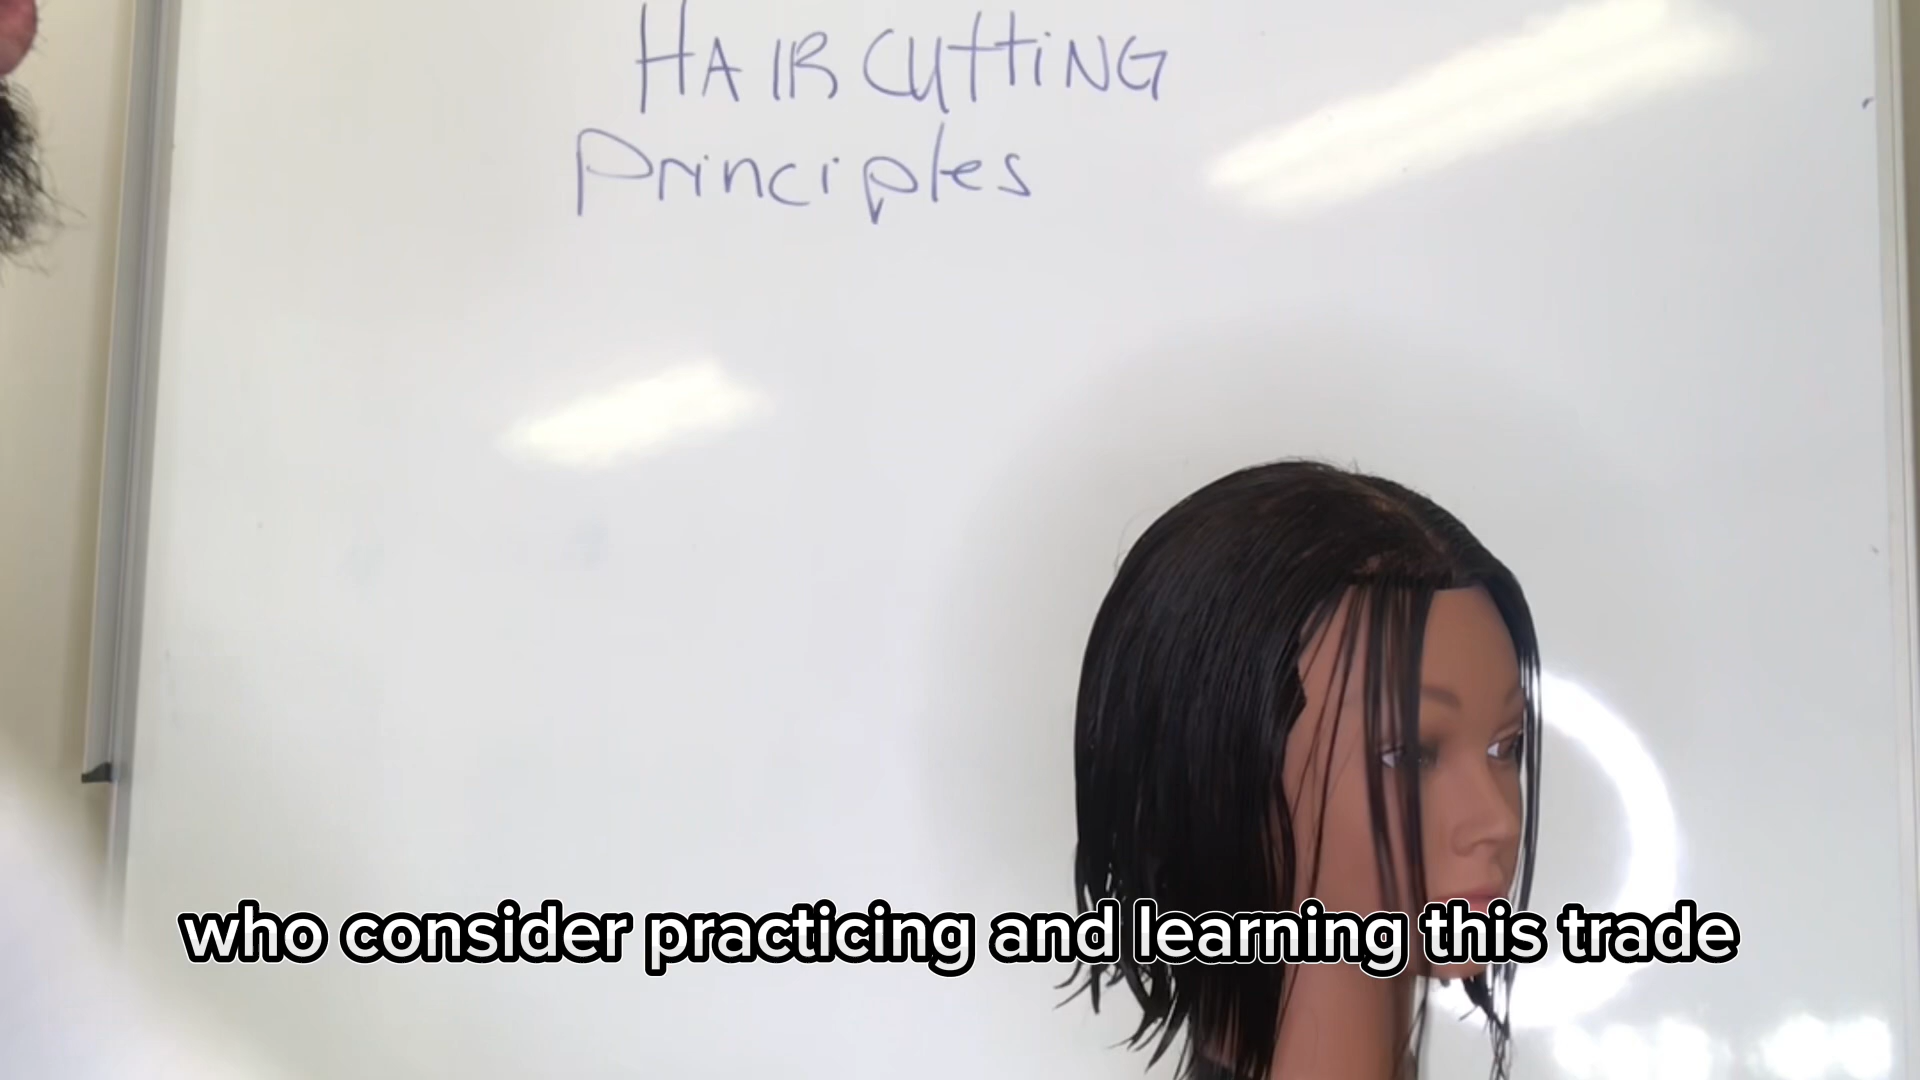 HAIR CUttiNG
Principles
who consider practicing and learning this trade